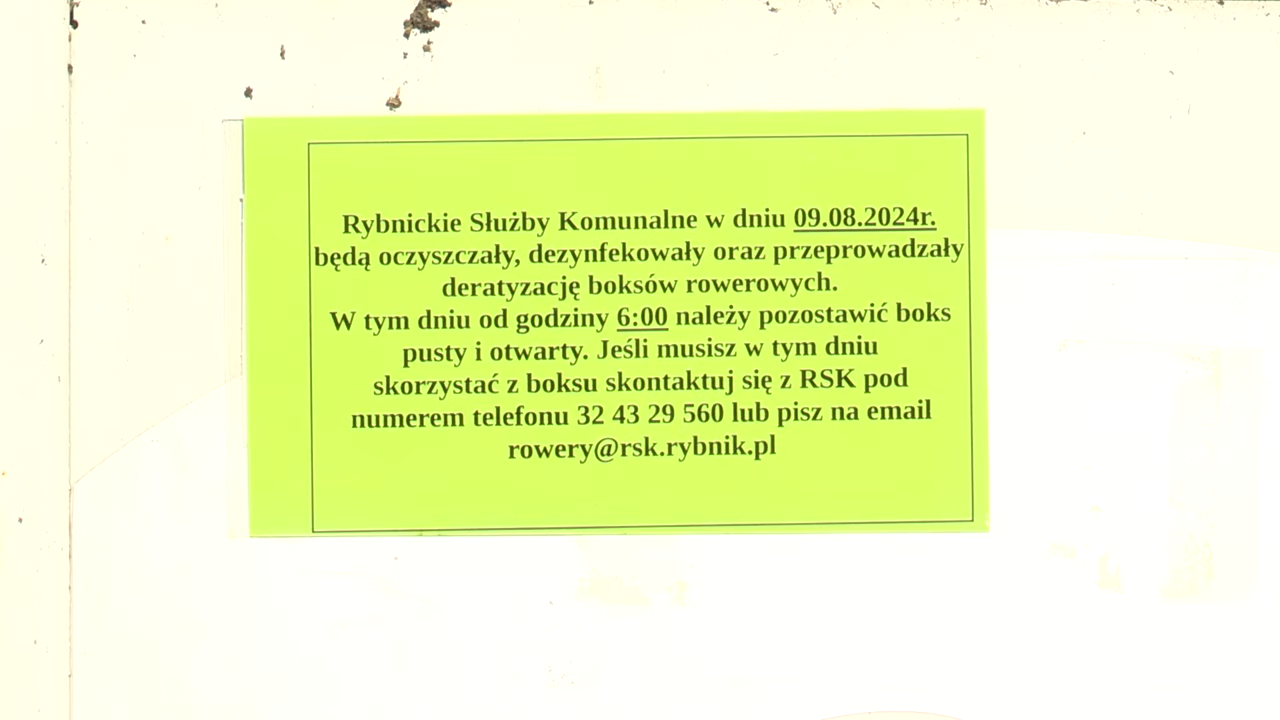 Rybnickie Służby Komunalne w dniu 09.08.2024r.
będą oczyszczały, dezynfekowały oraz przeprowadzały
deratyzację boksów rowerowych.
W tym dniu od godziny 6:00 należy pozostawić boks
pusty i otwarty. Jeśli musisz w tym dniu
skorzystać z boksu skontaktuj się z RSK pod
numerem telefonu 32 43 29 560 lub pisz na email
rowery@rsk.rybnik.pl